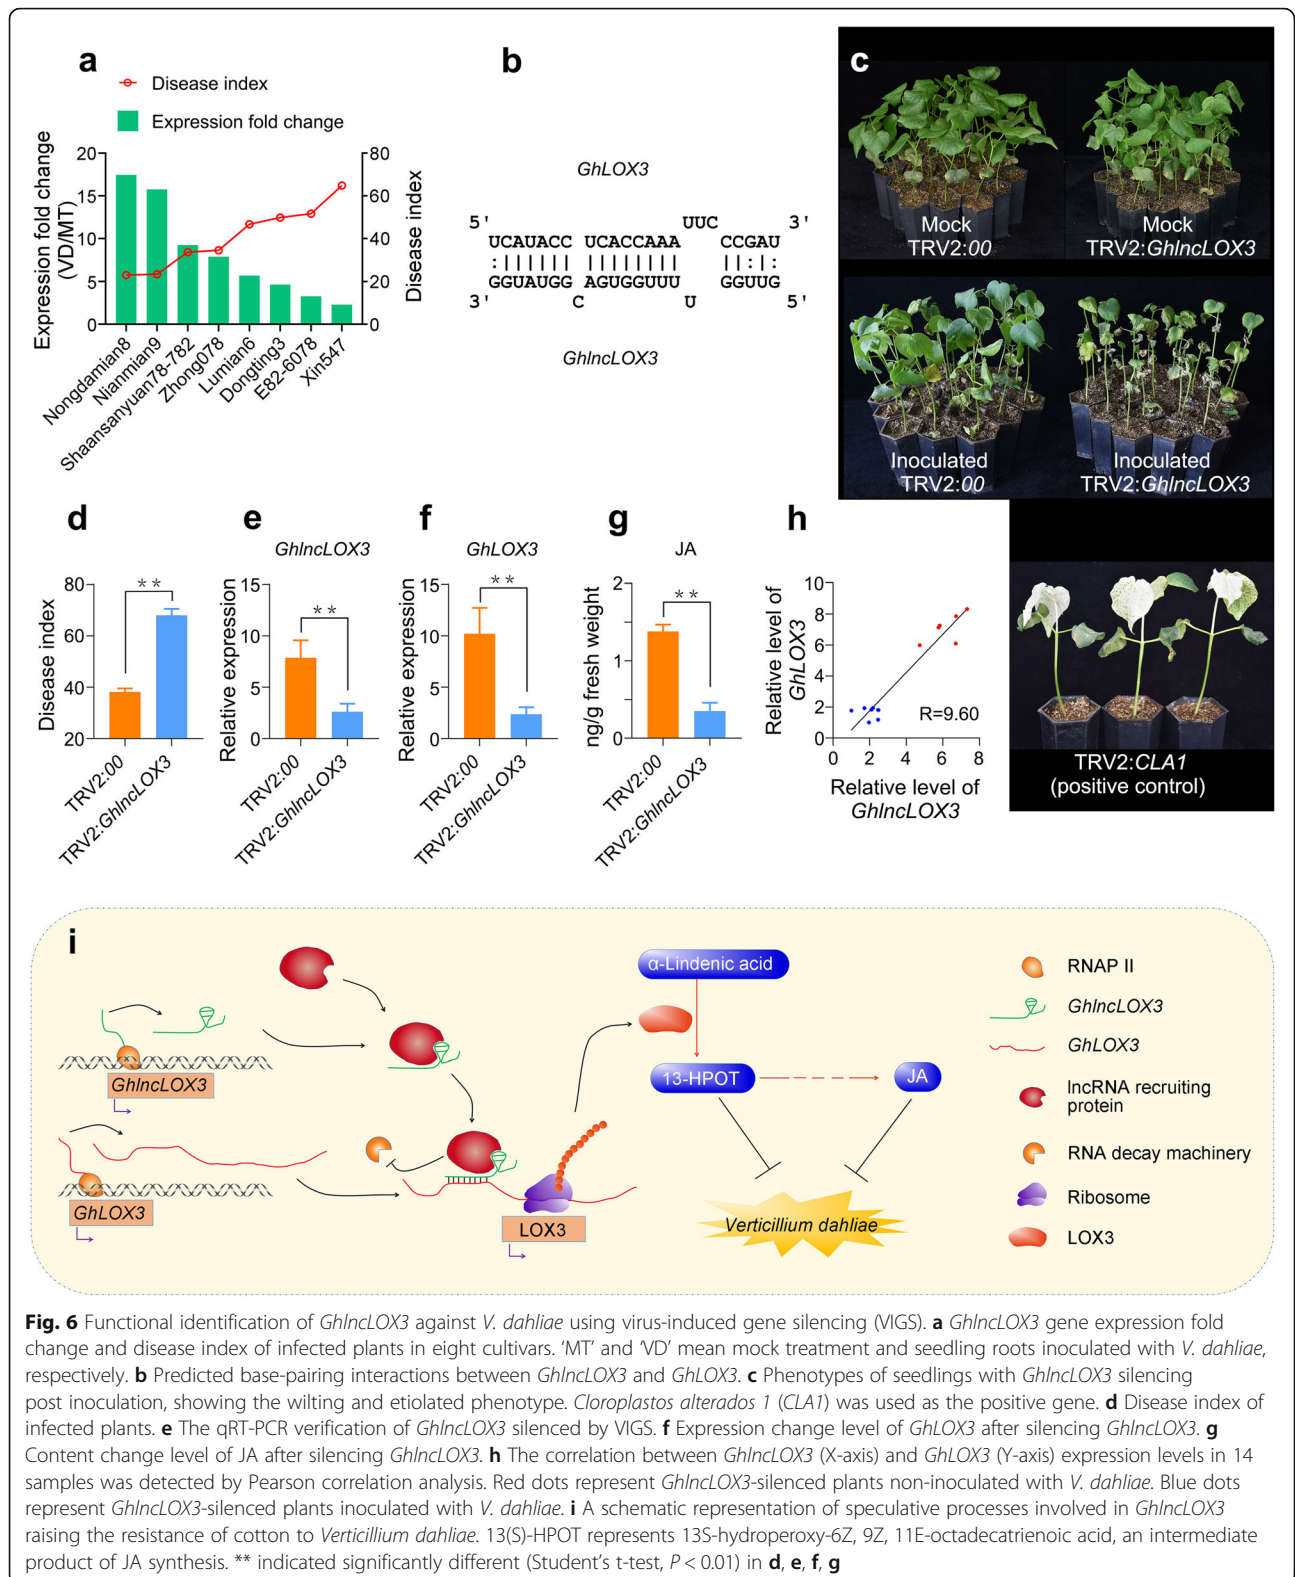 a
Disease index
Expression fold change
Expression fold change
(VD/MT)
20
15
10
5
0
80
60
40
20
0
Disease index
Nongdamian8
Nianmian9
Shaansanyuan78-782
Zhong078
Lumian6
Dongting3
E82-6078
Xin547
b
GhLOX3
5' UUC 3'
UCAUACC UCACCAAA CCGAU
:|||||| |||||||| ||:|:
GGUAUGG AGUGGUUU GGUUG
3' C U 5'
GhlncLOX3
c
Mock
TRV2:00
Mock
TRV2:GhlncLOX3
Inoculated
TRV2:00
Inoculated
TRV2:GhlncLOX3
TRV2:CLA1
(positive control)
d
Disease index
80
60
40
20
**
TRV2:00
TRV2:GhlncLOX3
e
GhlncLOX3
Relative expression
15
10
5
0
**
TRV2:00
TRV2:GhlncLOX3
f
GhLOX3
Relative expression
15
10
5
0
**
TRV2:00
TRV2:GhlncLOX3
g
JA
ng/g fresh weight
2
1
1
0
**
TRV2:00
TRV2:GhlncLOX3
h
Relative level of
GhLOX3
10
8
6
4
2
0
R=9.60
0 2 4 6 8
Relative level of
GhlncLOX3
i
α-Lindenic acid
13-HPOT
JA
GhlncLOX3
GhLOX3
LOX3
Verticillium dahliae
RNAP II
GhlncLOX3
GhLOX3
lncRNA recruiting
protein
RNA decay machinery
Ribosome
LOX3
Fig. 6 Functional identification of GhlncLOX3 against V. dahliae using virus-induced gene silencing (VIGS). a GhlncLOX3 gene expression fold
change and disease index of infected plants in eight cultivars. 'MT' and 'VD' mean mock treatment and seedling roots inoculated with V. dahliae,
respectively. b Predicted base-pairing interactions between GhlncLOX3 and GhLOX3. c Phenotypes of seedlings with GhlncLOX3 silencing
post inoculation, showing the wilting and etiolated phenotype. Cloroplastos alterados 1 (CLA1) was used as the positive gene. d Disease index of
infected plants. e The qRT-PCR verification of GhlncLOX3 silenced by VIGS. f Expression change level of GhLOX3 after silencing GhlncLOX3. g
Content change level of JA after silencing GhlncLOX3. h The correlation between GhlncLOX3 (X-axis) and GhLOX3 (Y-axis) expression levels in 14
samples was detected by Pearson correlation analysis. Red dots represent GhlncLOX3-silenced plants non-inoculated with V. dahliae. Blue dots
represent GhlncLOX3-silenced plants inoculated with V. dahliae. i A schematic representation of speculative processes involved in GhlncLOX3
raising the resistance of cotton to Verticillium dahliae. 13(S)-HPOT represents 13S-hydroperoxy-6Z, 9Z, 11E-octadecatrienoic acid, an intermediate
product of JA synthesis. ** indicated significantly different (Student's t-test, P < 0.01) in d, e, f, g